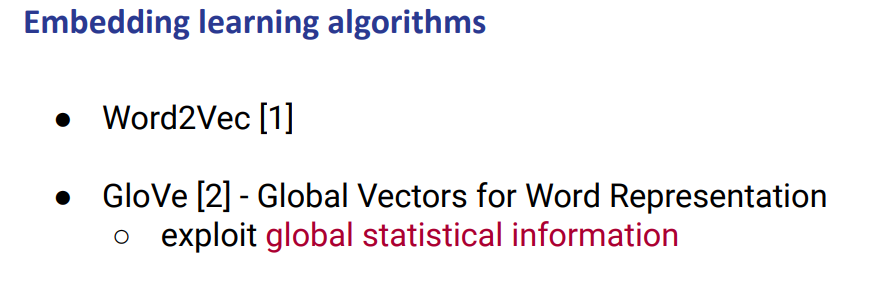 Embedding learning algorithms
● Word2Vec [1]
● GloVe [2] - Global Vectors for Word Representation
○ exploit global statistical information